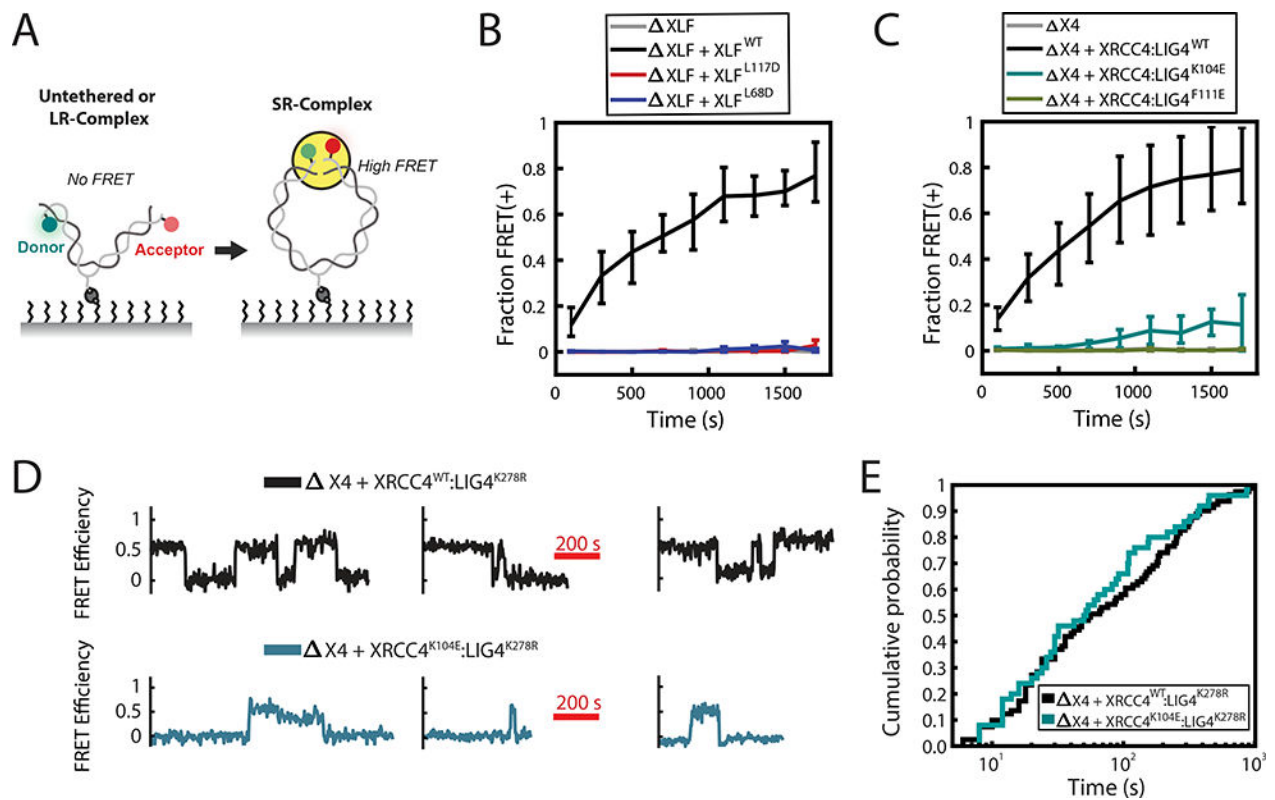 A
Untethered or
LR-Complex
No FRET
Donor
Acceptor
SR-Complex
High FRET
B
Δ XLF
Δ XLF + XLF^WT
Δ XLF + XLF^L117D
Δ XLF + XLF^L68D
Fraction FRET(+)
1
0.8
0.6
0.4
0.2
0
0 500 1000 1500
Time (s)
C
ΔX4
ΔX4 + XRCC4:LIG4^WT
ΔX4 + XRCC4:LIG4^K104E
ΔX4 + XRCC4:LIG4^F111E
Fraction FRET(+)
1
0.8
0.6
0.4
0.2
0
0 500 1000 1500
Time (s)
D
Δ X4 + XRCC4^WT:LIG4^K278R
FRET Efficiency
1
0.5
0
200 s
Δ X4 + XRCC4^K104E:LIG4^K278R
FRET Efficiency
1
0.5
0
200 s
E
Cumulative probability
1
0.9
0.8
0.7
0.6
0.5
0.4
0.3
0.2
0.1
0.0
ΔX4 + XRCC4^WT:LIG4^K278R
ΔX4 + XRCC4^K104E:LIG4^K278R
10^1 10^2 10^3
Time (s)